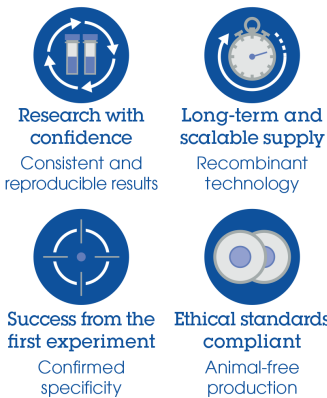 Research with
confidence
Consistent and
reproducible results
Long-term and
scalable supply
Recombinant
technology
Success from the
first experiment
Confirmed
specificity
Ethical standards
compliant
Animal-free
production